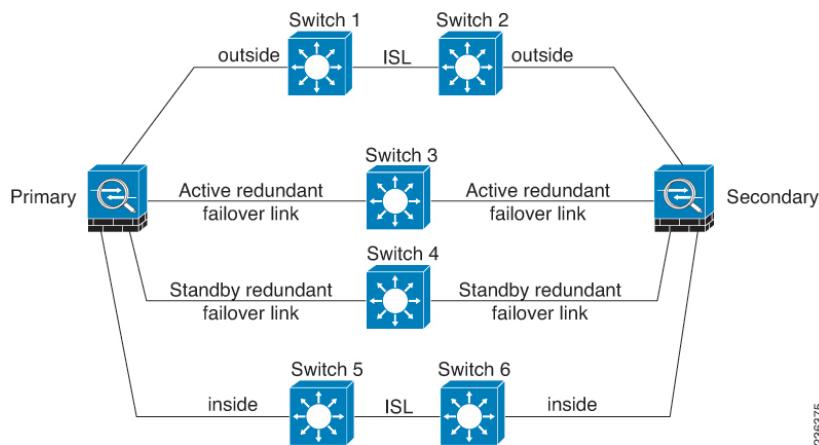 Switch 1
Switch 2
outside
ISL
outside
Switch 3
Primary
Active redundant
failover link
Active redundant
failover link
Secondary
Switch 4
Standby redundant
failover link
Standby redundant
failover link
Switch 5
Switch 6
inside
ISL
inside
236375